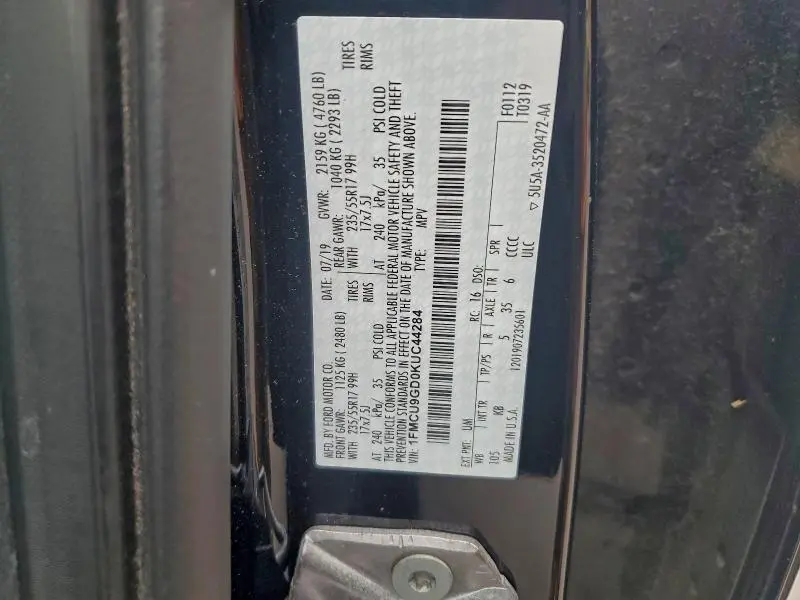 MFD. BY FORD MOTOR CO.
DATE: 07/19 GVWR: 2159 KG ( 4760 LB)
FRONT GAWR: 1125 KG ( 2480 LB) REAR GAWR: 1040 KG ( 2293 LB)
WITH 235/55R17 99H TIRES WITH 235/55R17 99H TIRES
17x7.5J RIMS 17x7.5J RIMS
AT 240 kPa/ 35 PSI COLD AT 240 kPa/ 35 PSI COLD
THIS VEHICLE CONFORMS TO ALL APPLICABLE FEDERAL MOTOR VEHICLE SAFETY AND THEFT
PREVENTION STANDARDS IN EFFECT ON THE DATE OF MANUFACTURE SHOWN ABOVE.
VIN: 1FMCU9GD0KUC44284 TYPE: MPV
EXT PNT: UM RC: 16 DSO: F0112
WB INT TR TP/PS R AXLE TR SPR T0319
105 KB 5 35 6 CCCC
MADE IN U.S.A. 1201907235601 ULC
▽ 5U5A-3520472-AA